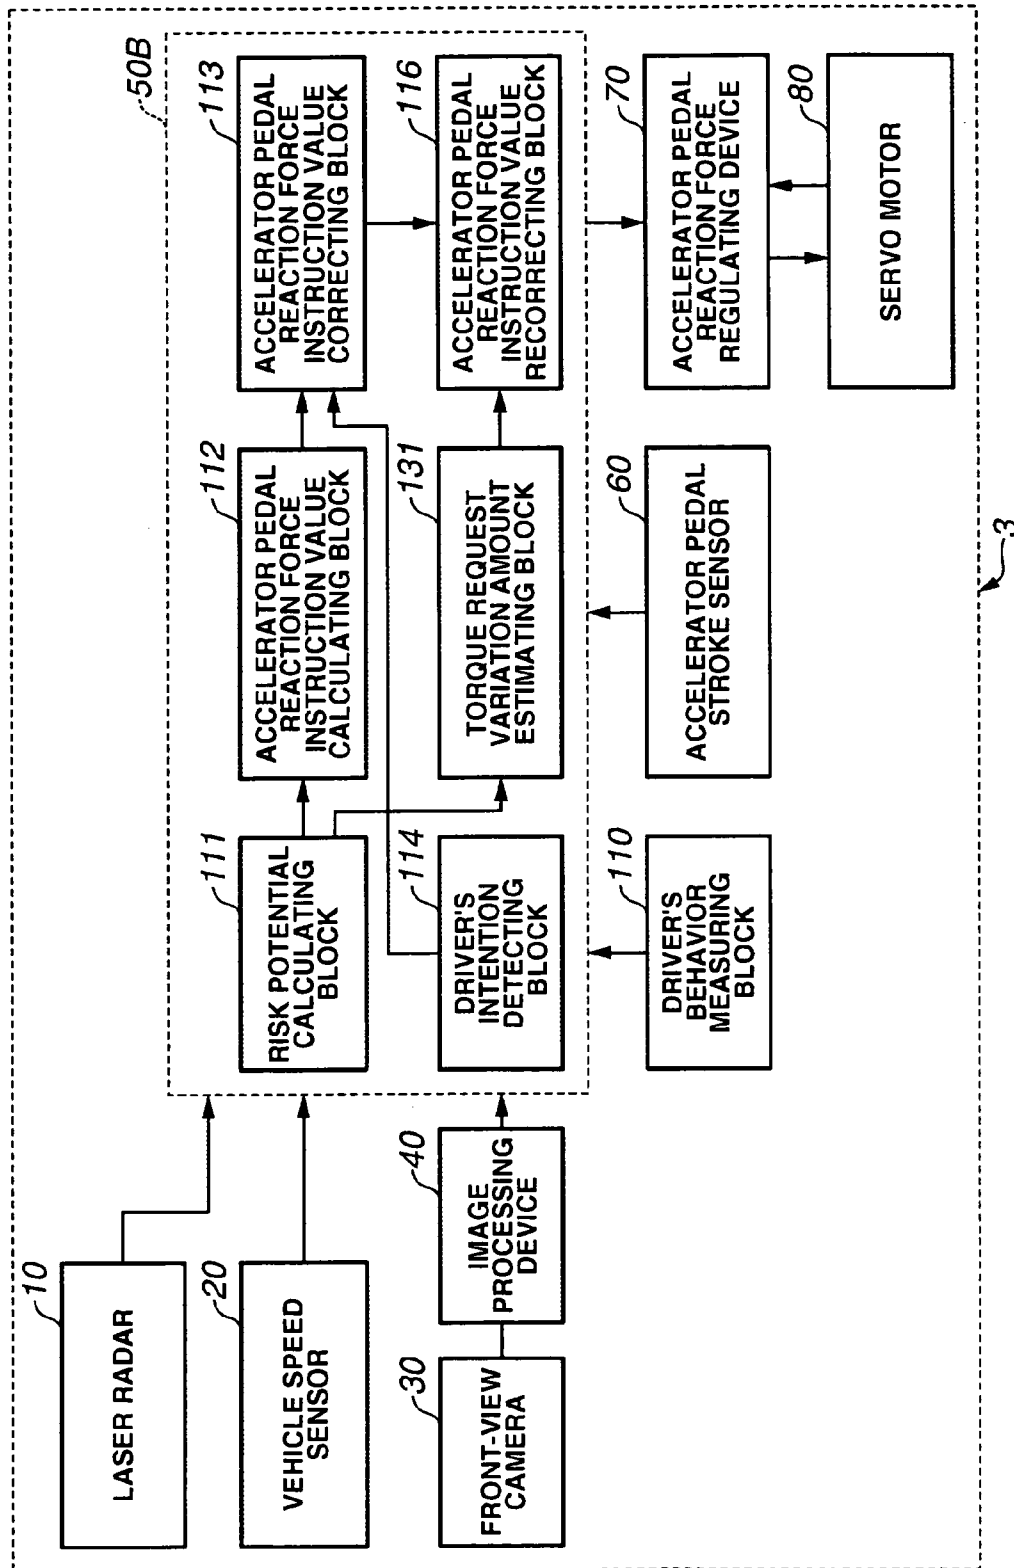 10
LASER RADAR
20
VEHICLE SPEED
SENSOR
30
FRONT-VIEW
CAMERA
40
IMAGE
PROCESSING
DEVICE
50B
111
RISK POTENTIAL
CALCULATING
BLOCK
112
ACCELERATOR PEDAL
REACTION FORCE
INSTRUCTION VALUE
CALCULATING BLOCK
113
ACCELERATOR PEDAL
REACTION FORCE
INSTRUCTION VALUE
CORRECTING BLOCK
114
DRIVER'S
INTENTION
DETECTING
BLOCK
131
TORQUE REQUEST
VARIATION AMOUNT
ESTIMATING BLOCK
116
ACCELERATOR PEDAL
REACTION FORCE
INSTRUCTION VALUE
RECORRECTING BLOCK
110
DRIVER'S
BEHAVIOR
MEASURING
BLOCK
60
ACCELERATOR PEDAL
STROKE SENSOR
70
ACCELERATOR PEDAL
REACTION FORCE
REGULATING DEVICE
80
SERVO MOTOR
3